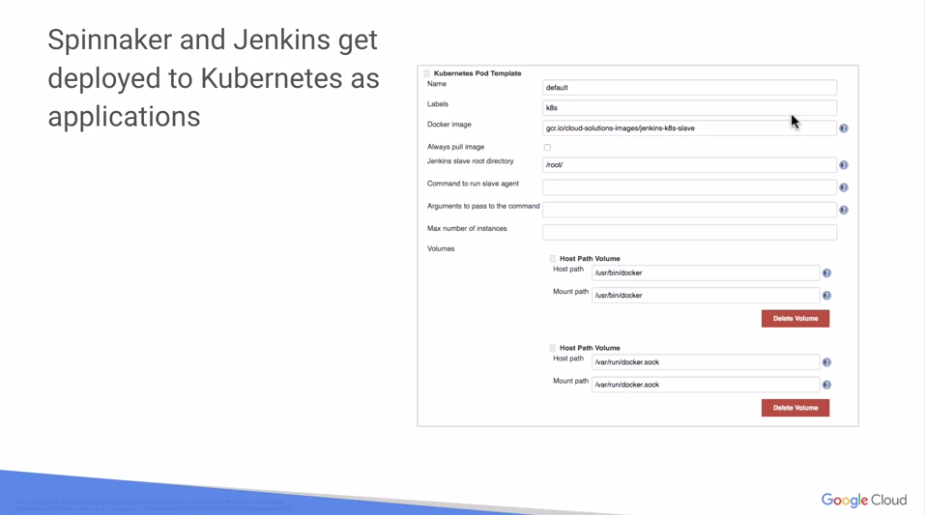 Spinnaker and Jenkins get
deployed to Kubernetes as
applications
Kubernetes Pod Template
Name
default
Labels
k8s
Docker image
gcr.io/cloud-solutions-images/jenkins-k8s-slave
Always pull image
Jenkins slave root directory
/root/
Command to run slave agent
Arguments to pass to the command
Max number of instances
Volumes
Host Path Volume
Host path
/usr/bin/docker
Mount path
/usr/bin/docker
Delete Volume
Host Path Volume
Host path
/var/run/docker.sock
Mount path
/var/run/docker.sock
Delete Volume
Google Cloud